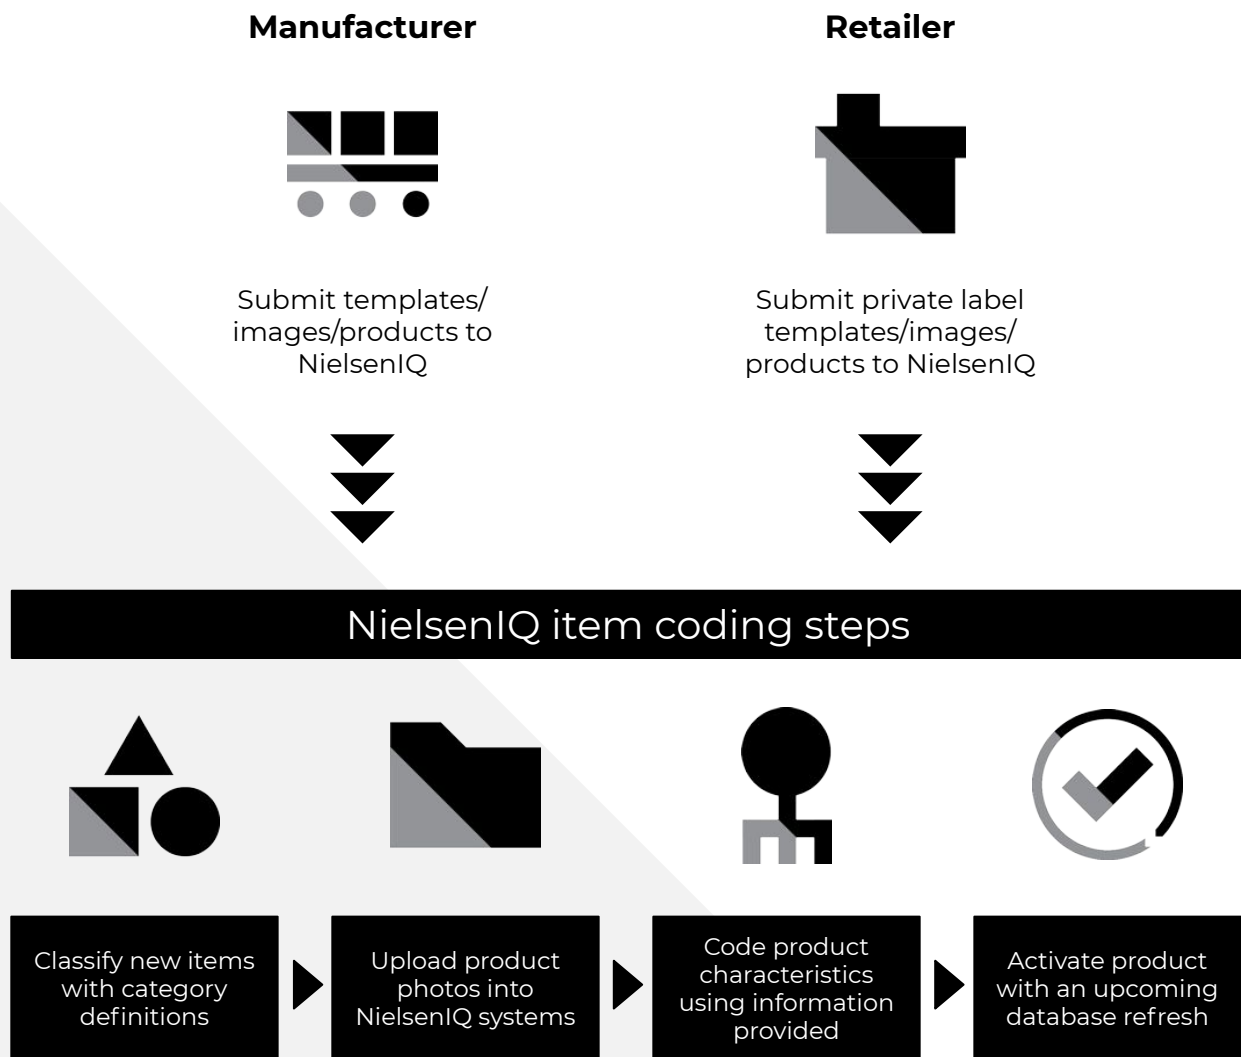 Manufacturer
Retailer
Submit templates/
images/products to
NielsenIQ
Submit private label
templates/images/
products to NielsenIQ
NielsenIQ item coding steps
Classify new items
with category
definitions
Upload product
photos into
NielsenIQ systems
Code product
characteristics
using information
provided
Activate product
with an upcoming
database refresh